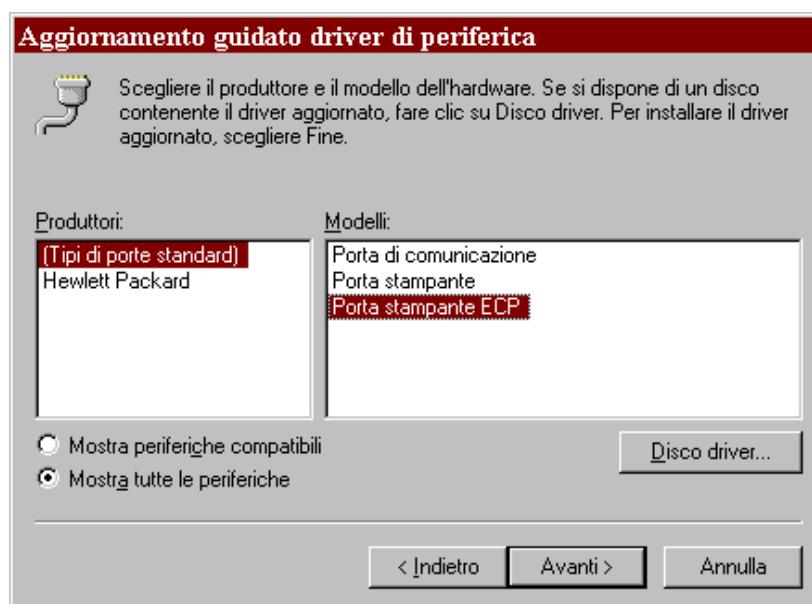 Aggiornamento guidato driver di periferica
Scegliere il produttore e il modello dell'hardware. Se si dispone di un disco
contenente il driver aggiornato, fare clic su Disco driver. Per installare il driver
aggiornato, scegliere Fine.
Produttori:
(Tipi di porte standard)
Hewlett Packard
Modelli:
Porta di comunicazione
Porta stampante
Porta stampante ECP
Mostra periferiche compatibili
Mostra tutte le periferiche
Disco driver...
< Indietro
Avanti >
Annulla